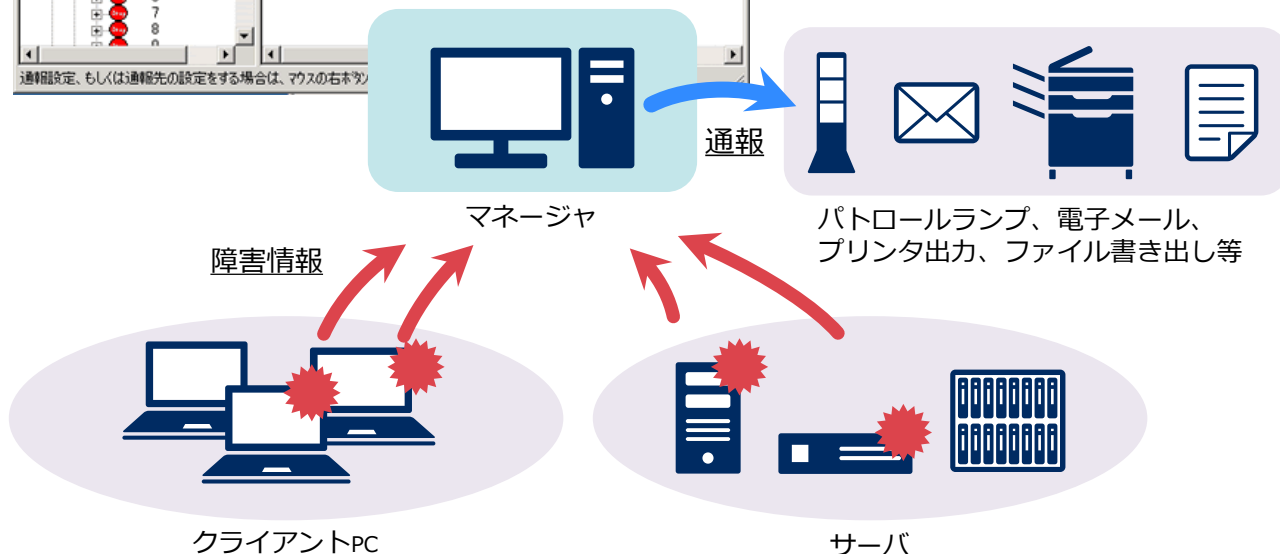 7
8
通報設定、もしくは通報先の設定をする場合は、マウスの右ボタン
通報
マネージャ
パトロールランプ、電子メール、
プリンタ出力、ファイル書き出し等
障害情報
クライアントPC
サーバ